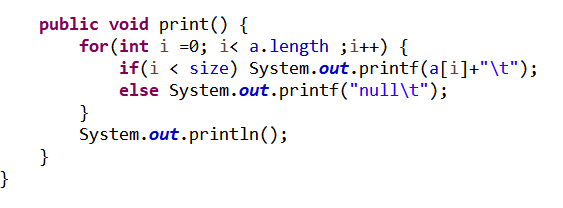 public void print() {
for(int i =0; i< a.length ;i++) {
if(i < size) System.out.printf(a[i]+"\t");
else System.out.printf("null\t");
}
System.out.println();
}
}